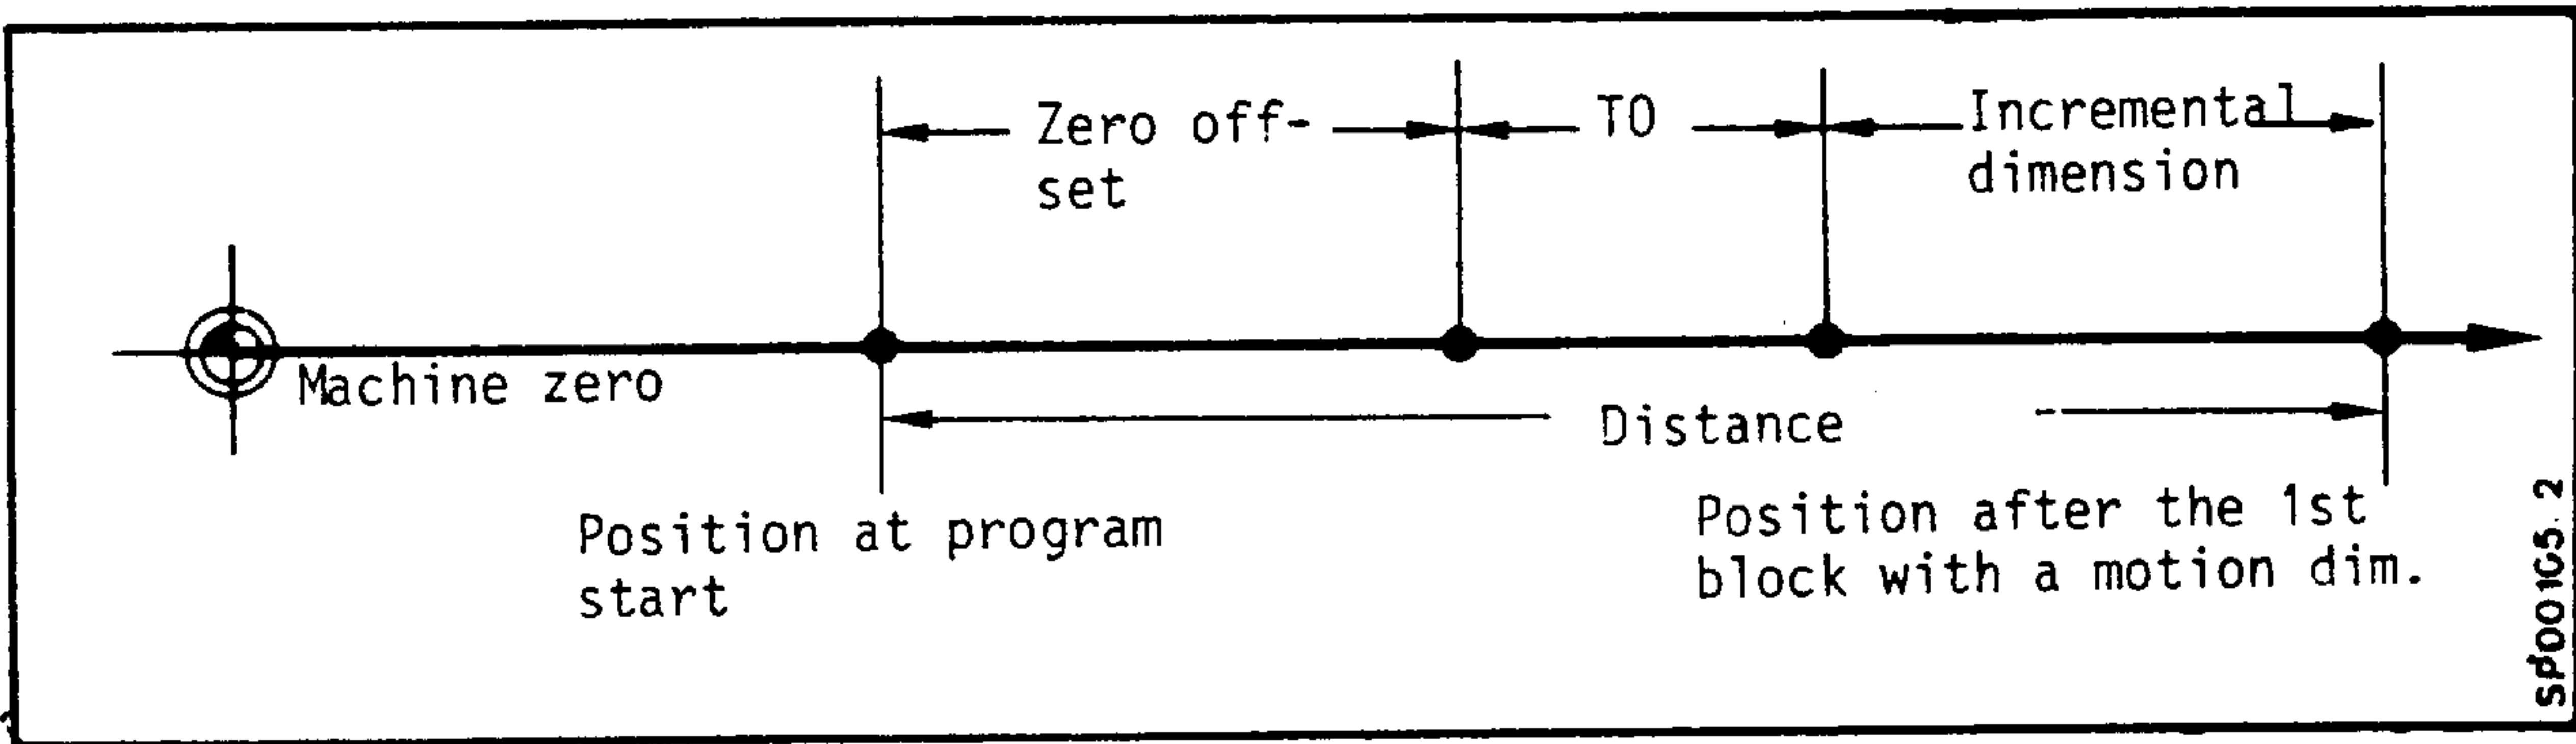 Zero off-
set
TO
Incremental
dimension
Machine zero
Distance
Position at program
start
Position after the 1st
block with a motion dim.
SP00105.2